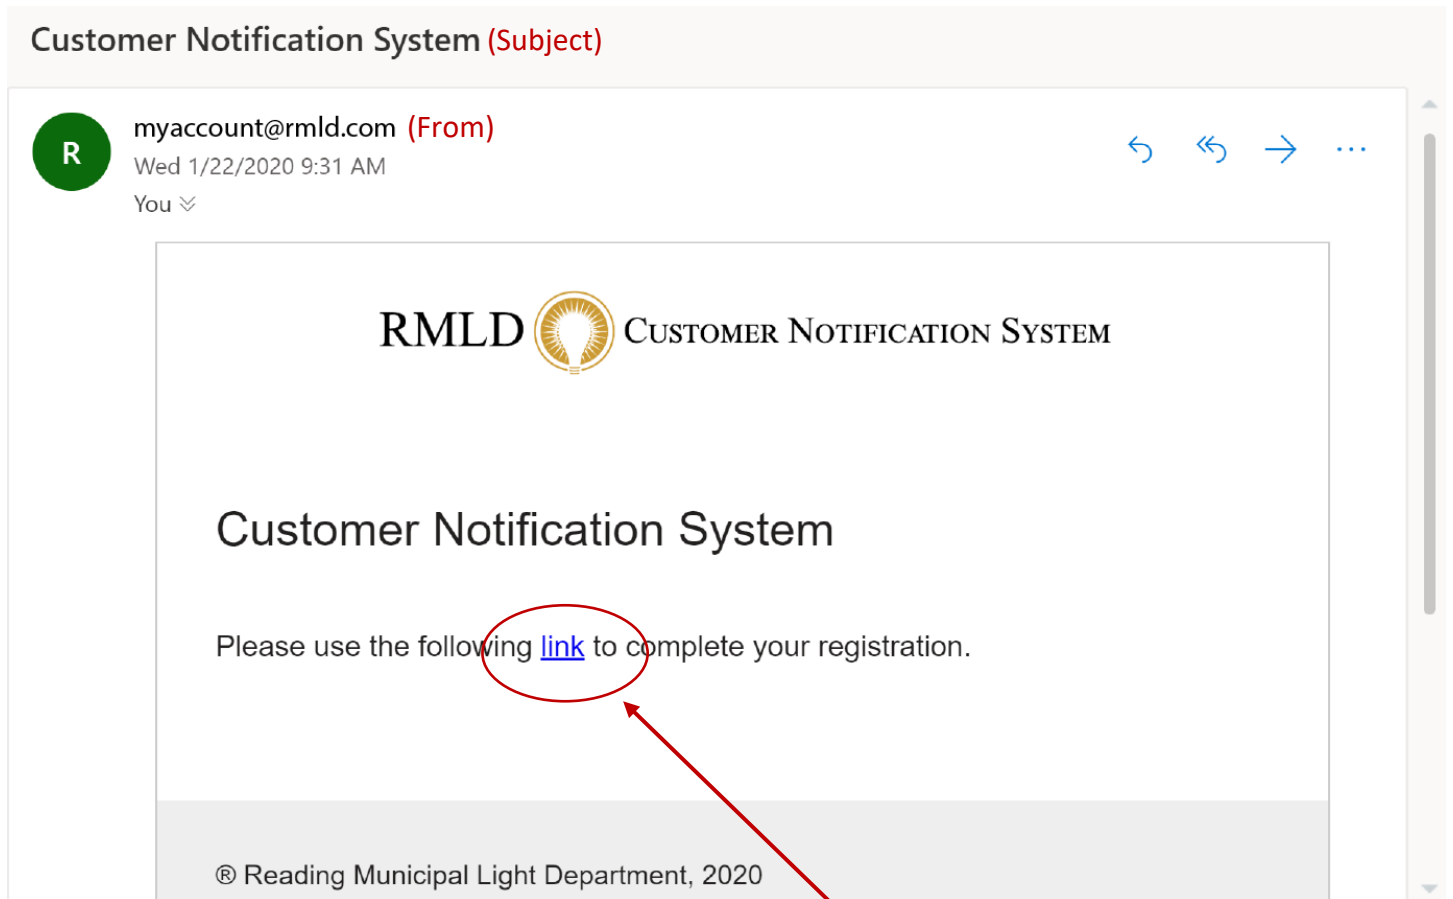 Customer Notification System (Subject)
R
myaccount@rmld.com (From)
Wed 1/22/2020 9:31 AM
You
RMLD CUSTOMER NOTIFICATION SYSTEM
Customer Notification System
Please use the following link to complete your registration.
® Reading Municipal Light Department, 2020